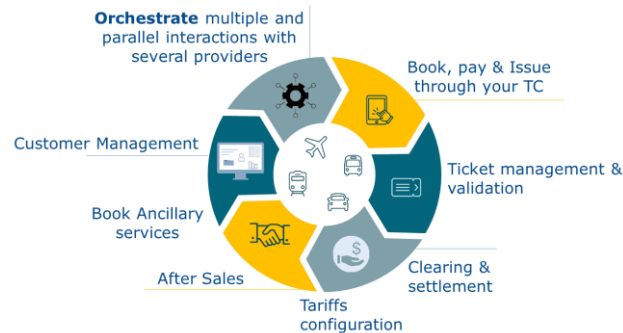 Orchestrate multiple and
parallel interactions with
several providers
Book, pay & Issue
through your TC
Customer Management
Ticket management &
validation
Book Ancillary
services
Clearing &
settlement
After Sales
Tariffs
configuration
$